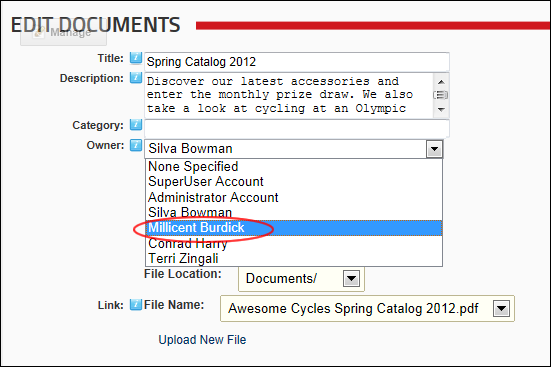 EDIT DOCUMENTS
Manage
Title: Spring Catalog 2012
Description: Discover our latest accessories and
enter the monthly prize draw. We also
take a look at cycling at an Olympic
Category:
Owner: Silva Bowman
None Specified
SuperUser Account
Administrator Account
Silva Bowman
Millicent Burdick
Conrad Harry
Terri Zingali
File Location: Documents/
Link: File Name: Awesome Cycles Spring Catalog 2012.pdf
Upload New File